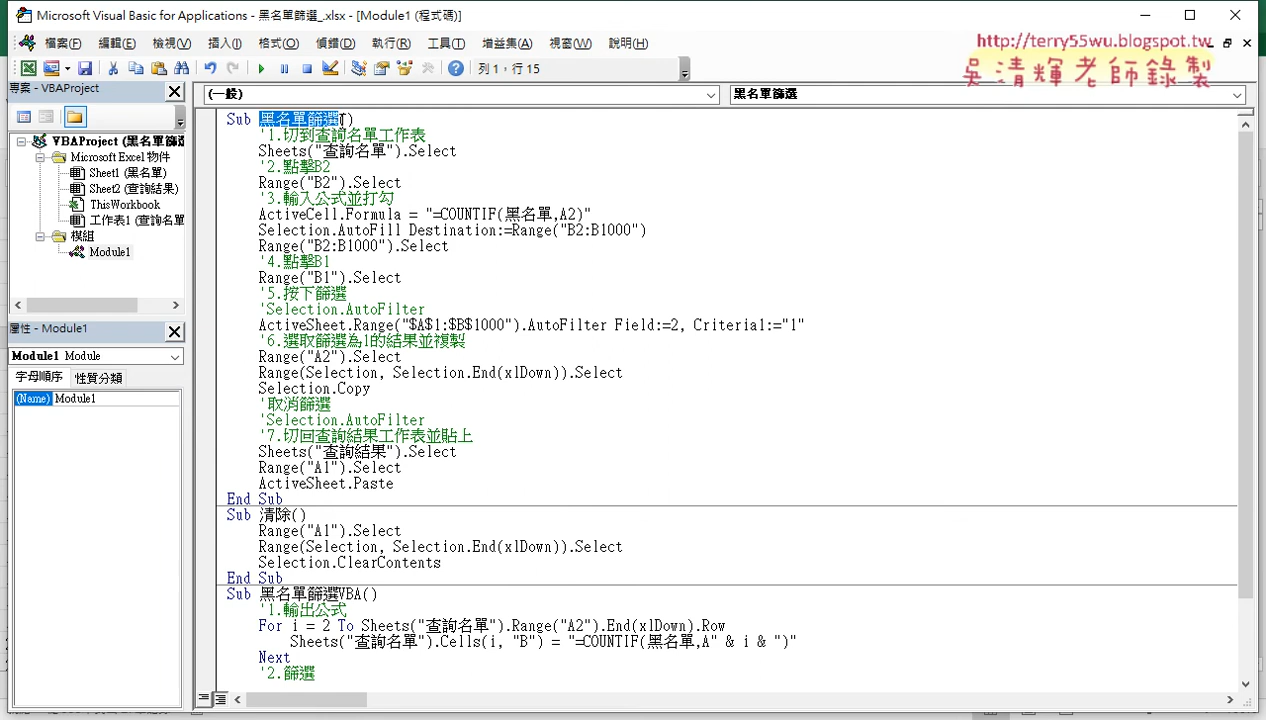 Microsoft Visual Basic for Applications - 黑名單篩選_.xlsx - [Module1 (程式碼)]
檔案(F) 編輯(E) 檢視(V) 插入(I) 格式(O) 偵錯(D) 執行(R) 工具(T) 增益集(A) 視窗(W) 說明(H)
http://terry55wu.blogspot.tw
吳清輝老師錄製
列 1，行 15
專案 - VBAProject
(一般)
黑名單篩選
VBAProject (黑名單篩選
Microsoft Excel 物件
Sheet1 (黑名單)
Sheet2 (查詢結果)
ThisWorkbook
工作表1 (查詢名單
模組
Module1
屬性 - Module1
Module1 Module
字母順序 性質分類
(Name) Module1
Sub 黑名單篩選()
'1.切到查詢名單工作表
Sheets("查詢名單").Select
'2.點擊B2
Range("B2").Select
'3.輸入公式並打勾
ActiveCell.Formula = "=COUNTIF(黑名單,A2)"
Selection.AutoFill Destination:=Range("B2:B1000")
Range("B2:B1000").Select
'4.點擊B1
Range("B1").Select
'5.按下篩選
'Selection.AutoFilter
ActiveSheet.Range("$A$1:$B$1000").AutoFilter Field:=2, Criteria1:="1"
'6.選取篩選為1的結果並複製
Range("A2").Select
Range(Selection, Selection.End(xlDown)).Select
Selection.Copy
'取消篩選
'Selection.AutoFilter
'7.切回查詢結果工作表並貼上
Sheets("查詢結果").Select
Range("A1").Select
ActiveSheet.Paste
End Sub
Sub 清除()
Range("A1").Select
Range(Selection, Selection.End(xlDown)).Select
Selection.ClearContents
End Sub
Sub 黑名單篩選VBA()
'1.輸出公式
For i = 2 To Sheets("查詢名單").Range("A2").End(xlDown).Row
Sheets("查詢名單").Cells(i, "B") = "=COUNTIF(黑名單,A" & i & ")"
Next
'2.篩選